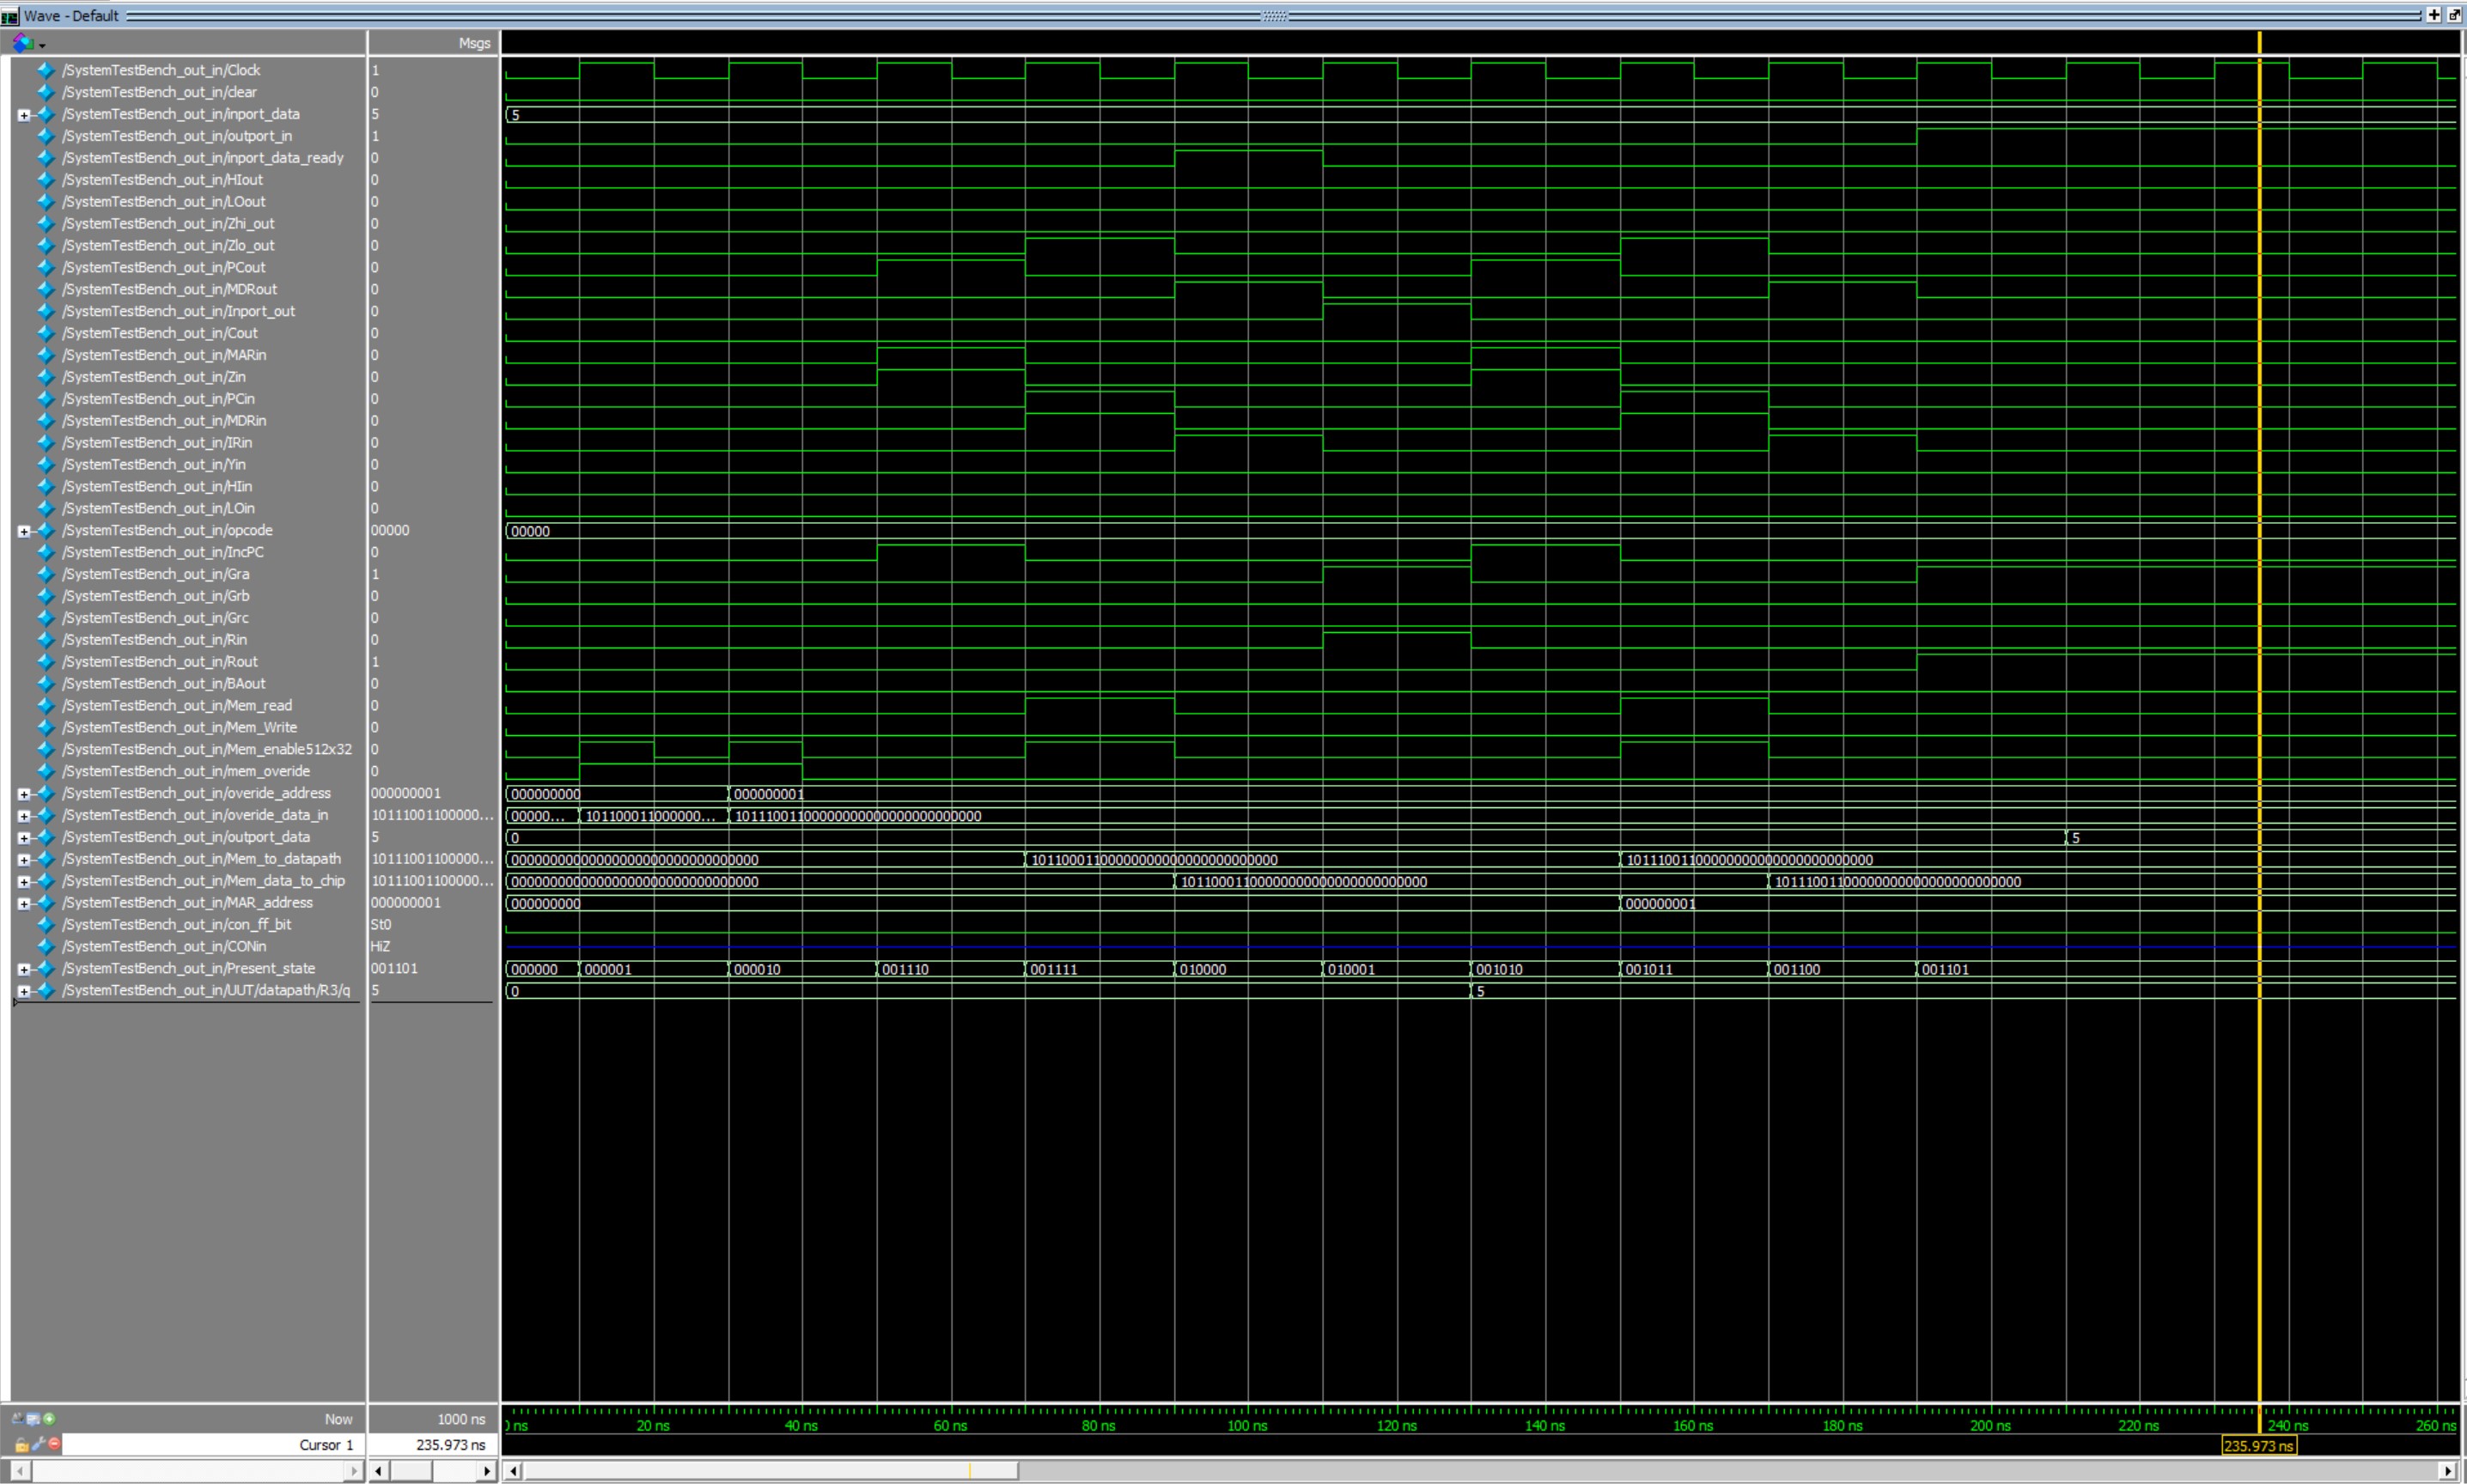 Wave - Default
Msgs
/SystemTestBench_out_in/Clock 1
/SystemTestBench_out_in/clear 0
/SystemTestBench_out_in/inport_data 5 5
/SystemTestBench_out_in/outport_in 1
/SystemTestBench_out_in/inport_data_ready 0
/SystemTestBench_out_in/HIout 0
/SystemTestBench_out_in/LOout 0
/SystemTestBench_out_in/Zhi_out 0
/SystemTestBench_out_in/Zlo_out 0
/SystemTestBench_out_in/PCout 0
/SystemTestBench_out_in/MDRout 0
/SystemTestBench_out_in/Inport_out 0
/SystemTestBench_out_in/Cout 0
/SystemTestBench_out_in/MARin 0
/SystemTestBench_out_in/Zin 0
/SystemTestBench_out_in/PCin 0
/SystemTestBench_out_in/MDRin 0
/SystemTestBench_out_in/IRin 0
/SystemTestBench_out_in/Yin 0
/SystemTestBench_out_in/HIin 0
/SystemTestBench_out_in/LOin 0
/SystemTestBench_out_in/opcode 00000 00000
/SystemTestBench_out_in/IncPC 0
/SystemTestBench_out_in/Gra 1
/SystemTestBench_out_in/Grb 0
/SystemTestBench_out_in/Grc 0
/SystemTestBench_out_in/Rin 0
/SystemTestBench_out_in/Rout 1
/SystemTestBench_out_in/BAout 0
/SystemTestBench_out_in/Mem_read 0
/SystemTestBench_out_in/Mem_Write 0
/SystemTestBench_out_in/Mem_enable512x32 0
/SystemTestBench_out_in/mem_overide 0
/SystemTestBench_out_in/overide_address 000000001 000000000 000000001
/SystemTestBench_out_in/overide_data_in 10111001100000... 00000... 101100011000000... 10111001100000000000000000000000
/SystemTestBench_out_in/outport_data 5 0 5
/SystemTestBench_out_in/Mem_to_datapath 10111001100000... 00000000000000000000000000000000 10110001100000000000000000000000 10111001100000000000000000000000
/SystemTestBench_out_in/Mem_data_to_chip 10111001100000... 00000000000000000000000000000000 10110001100000000000000000000000 10111001100000000000000000000000
/SystemTestBench_out_in/MAR_address 000000001 000000000 000000001
/SystemTestBench_out_in/con_ff_bit St0
/SystemTestBench_out_in/CONin HiZ
/SystemTestBench_out_in/Present_state 001101 000000 000001 000010 001110 001111 010000 010001 001010 001011 001100 001101
/SystemTestBench_out_in/UUT/datapath/R3/q 5 0 5
Now 1000 ns ns 20 ns 40 ns 60 ns 80 ns 100 ns 120 ns 140 ns 160 ns 180 ns 200 ns 220 ns 240 ns 260 ns
Cursor 1 235.973 ns 235.973 ns